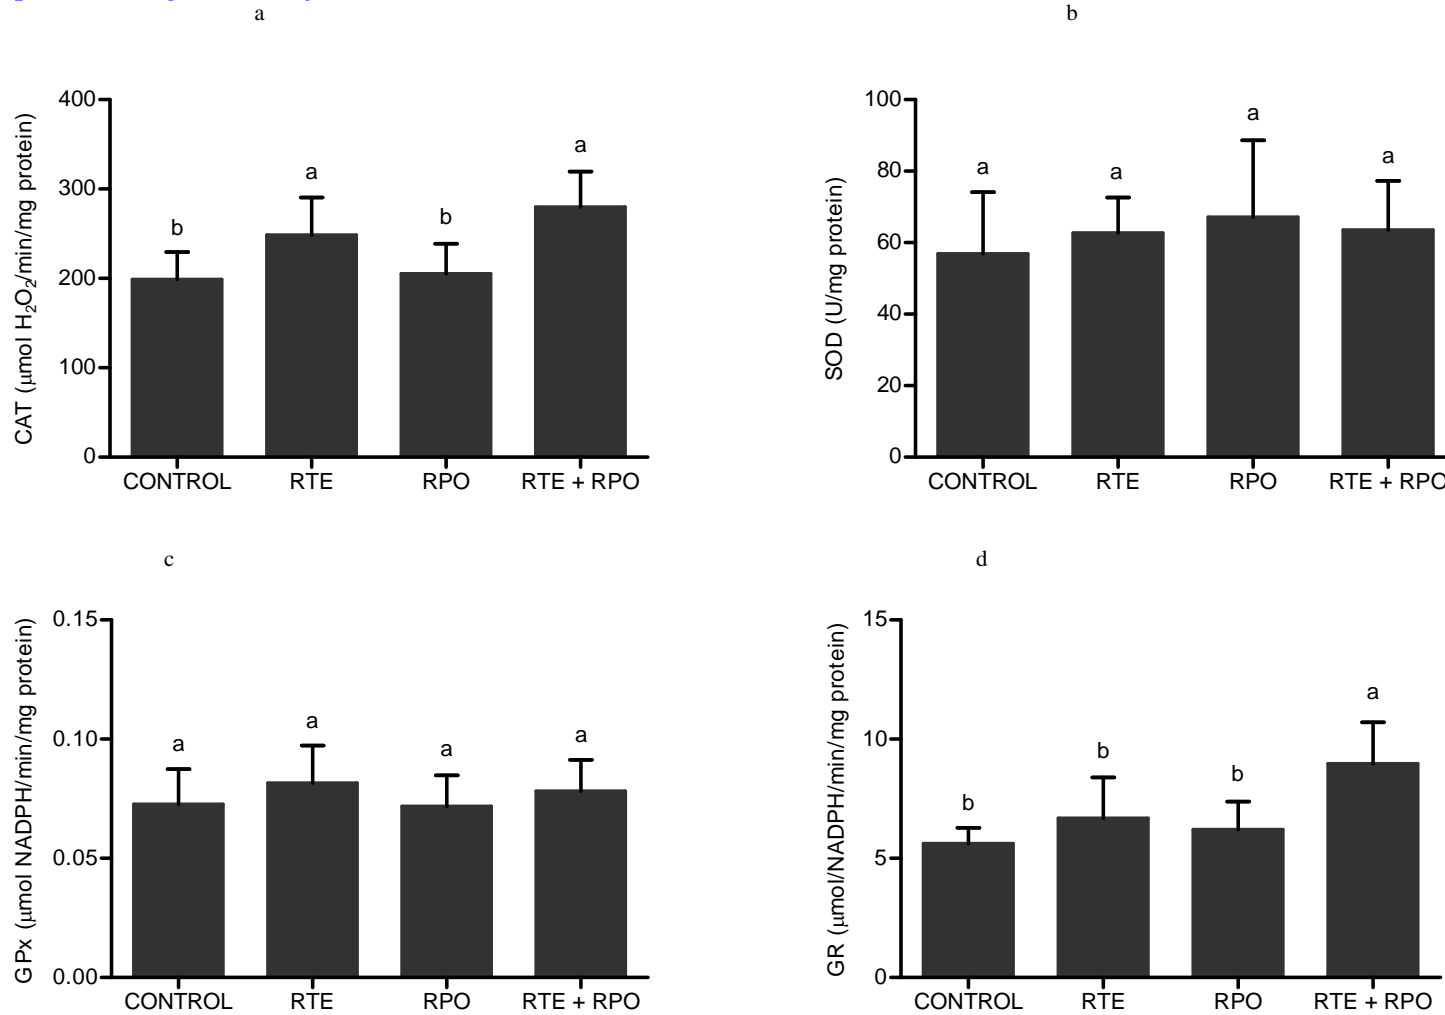 a
CAT (μmol H₂O₂/min/mg protein)
400
300
200
100
0
b
a
b
a
CONTROL RTE RPO RTE + RPO
b
SOD (U/mg protein)
100
80
60
40
20
0
a
a
a
a
CONTROL RTE RPO RTE + RPO
c
GPx (μmol NADPH/min/mg protein)
0.15
0.10
0.05
0.00
a
a
a
a
CONTROL RTE RPO RTE + RPO
d
GR (μmol/NADPH/min/mg protein)
15
10
5
0
b
b
b
a
CONTROL RTE RPO RTE + RPO